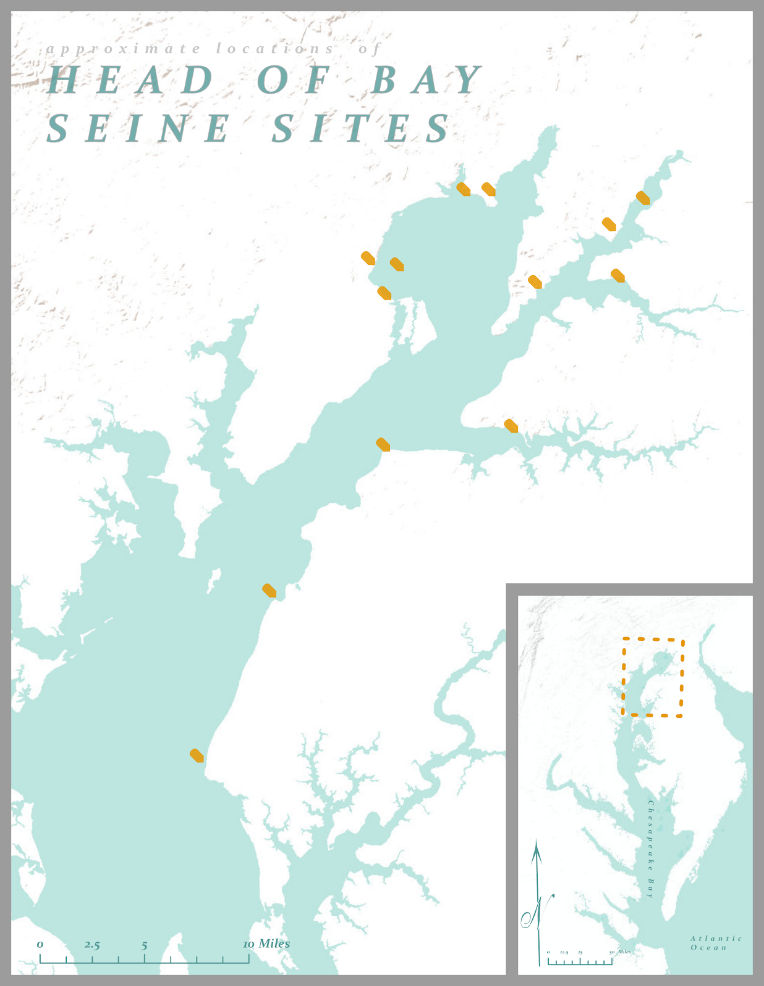 approximate locations of
HEAD OF BAY
SEINE SITES
Chesapeake Bay
N
Atlantic
Ocean
0 2.5 5 10 Miles